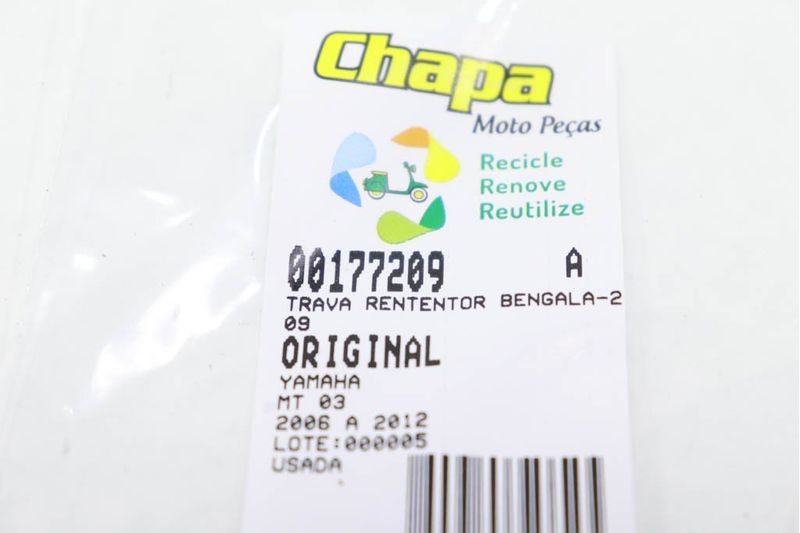 Chapa
Moto Peças
Recicle
Renove
Reutilize
00177209 A
TRAVA RENTENTOR BENGALA-2
09
ORIGINAL
YAMAHA
MT 03
2006 A 2012
LOTE:000005
USADA